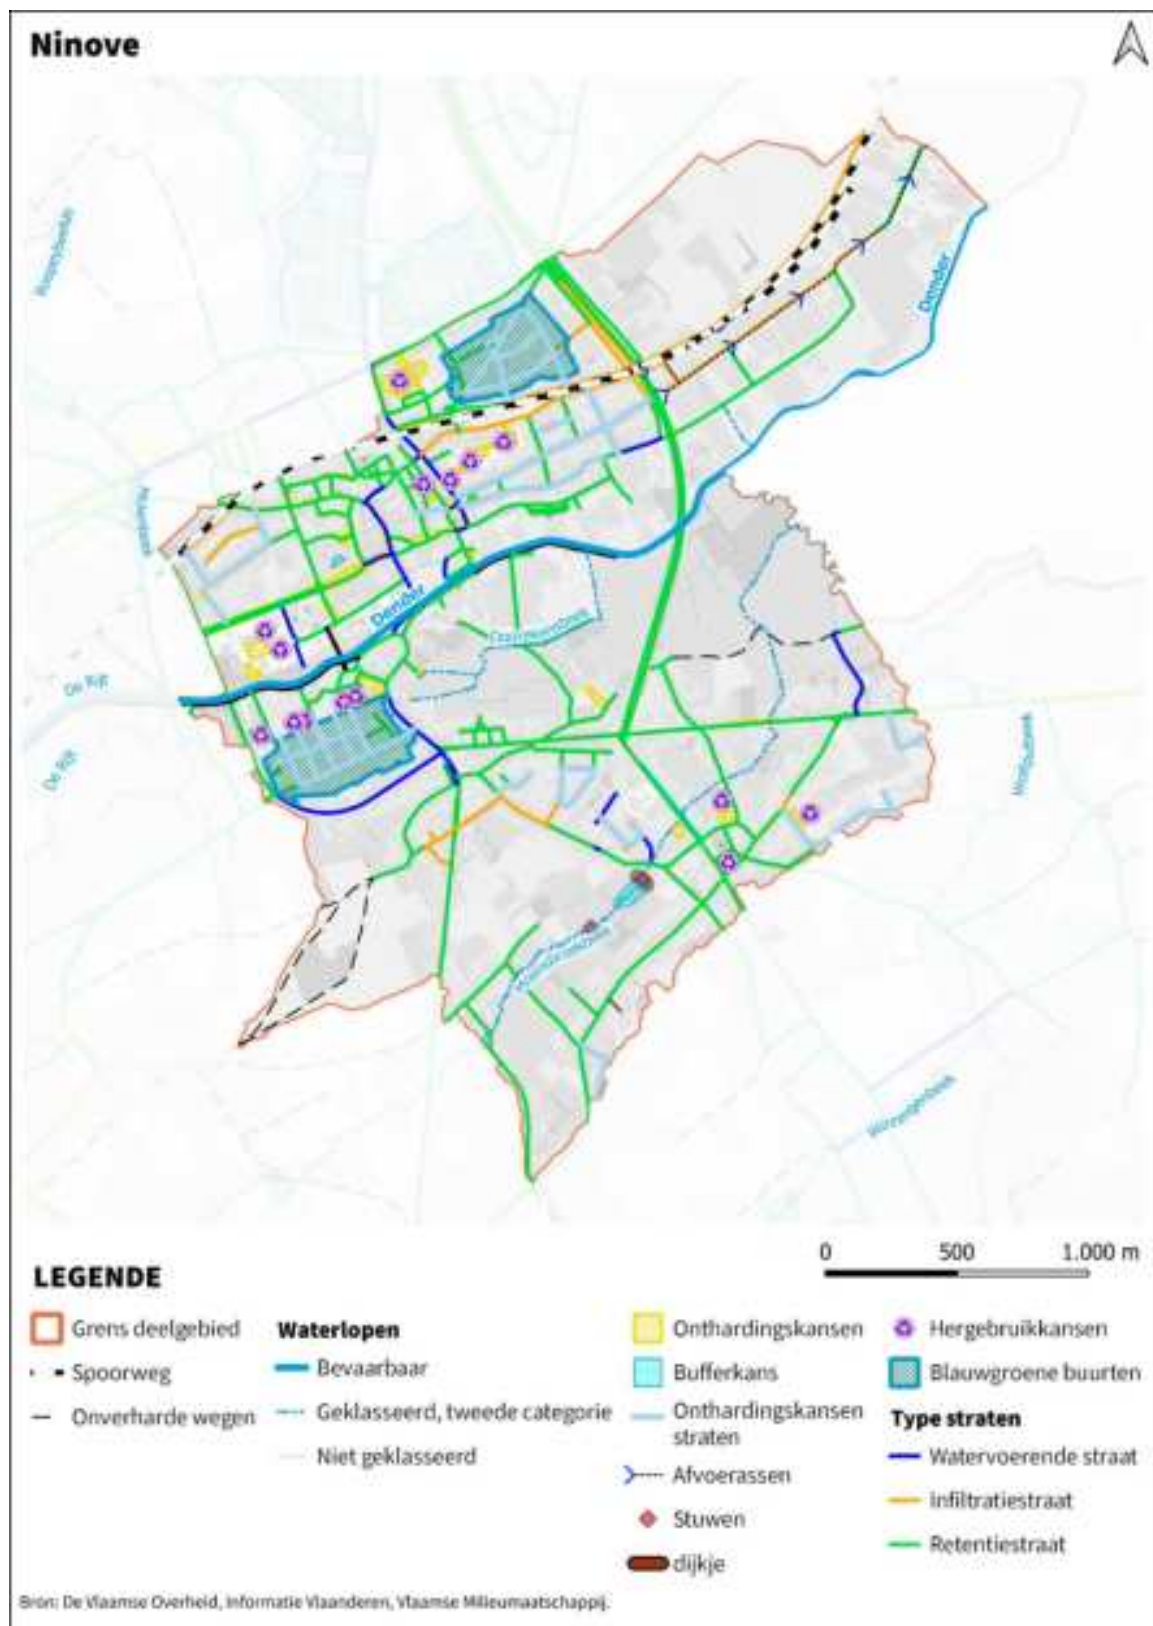 Ninove
Dender
Dender
De Rijt
De Rijt
Wolfputbeek
0 500 1.000 m
LEGENDE
Grens deelgebied
Spoorweg
Onverharde wegen
Waterlopen
Bevaarbaar
Geklasseerd, tweede categorie
Niet geklasseerd
Onthardingskansen
Bufferkans
Onthardingskansen
straten
Afvoerassen
Stuwen
dijkje
Hergebruikkansen
Blauwgroene buurten
Type straten
Watervoerende straat
Infiltratiestraat
Retentiestraat
Bron: De Vlaamse Overheid, Informatie Vlaanderen, Vlaamse Milieumaatschappij.